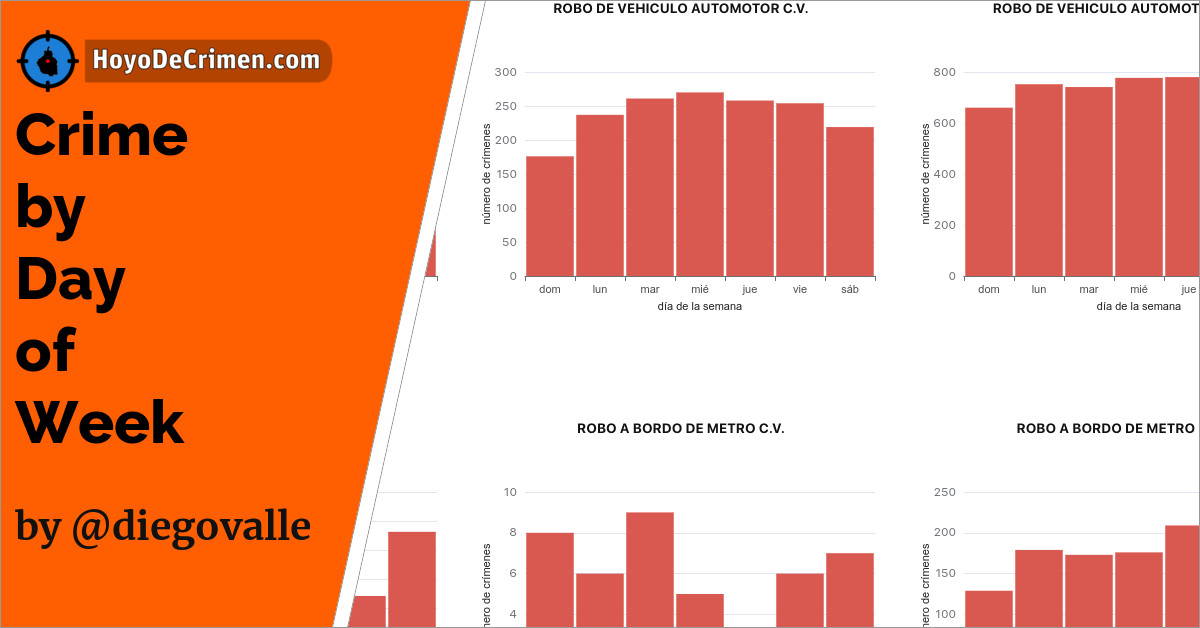 HoyoDeCrimen.com
Crime
by
Day
of
Week
by @diegovalle
ROBO DE VEHICULO AUTOMOTOR C.V.
número de crímenes
300
250
200
150
100
50
0
dom lun mar mié jue vie sáb
día de la semana
ROBO DE VEHICULO AUTOMOT
número de crímenes
800
600
400
200
0
dom lun mar mié jue
día de la semana
ROBO A BORDO DE METRO C.V.
nero de crímenes
10
8
6
4
ROBO A BORDO DE METRO
nero de crímenes
250
200
150
100